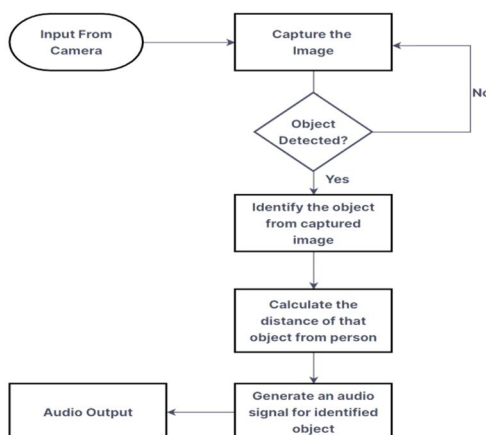 Input From
Camera
Capture the
Image
No
Object
Detected?
Yes
Identify the object
from captured
image
Calculate the
distance of that
object from person
Generate an audio
signal for identified
object
Audio Output